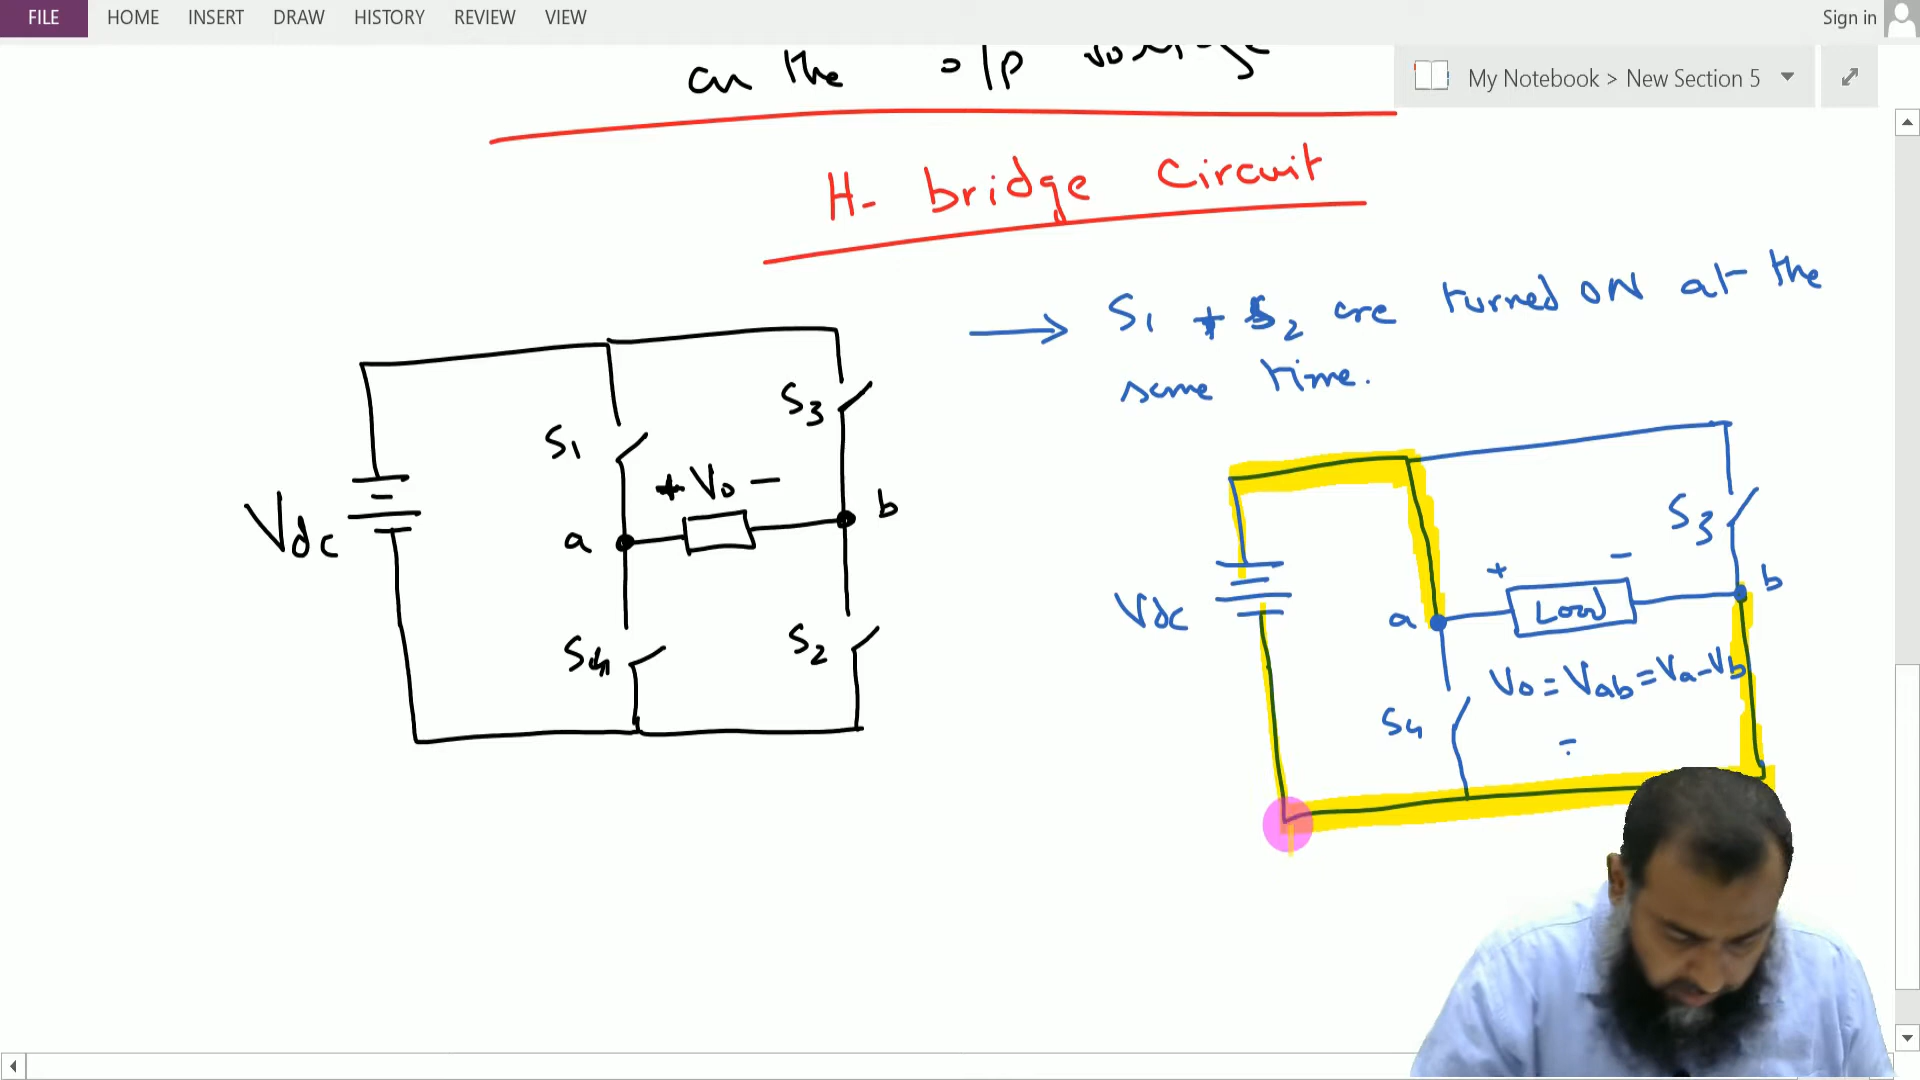 FILE HOME INSERT DRAW HISTORY REVIEW VIEW Sign in
on the o/p voltage
My Notebook > New Section 5
H- bridge Circuit
→ S1 + S2 are turned ON at the
same time.
S3
S1
+ Vo -
Vdc
a
b
S4
S2
S3
+ -
Vdc
a
Load
b
Vo = Vab = Va-Vb
S4
=